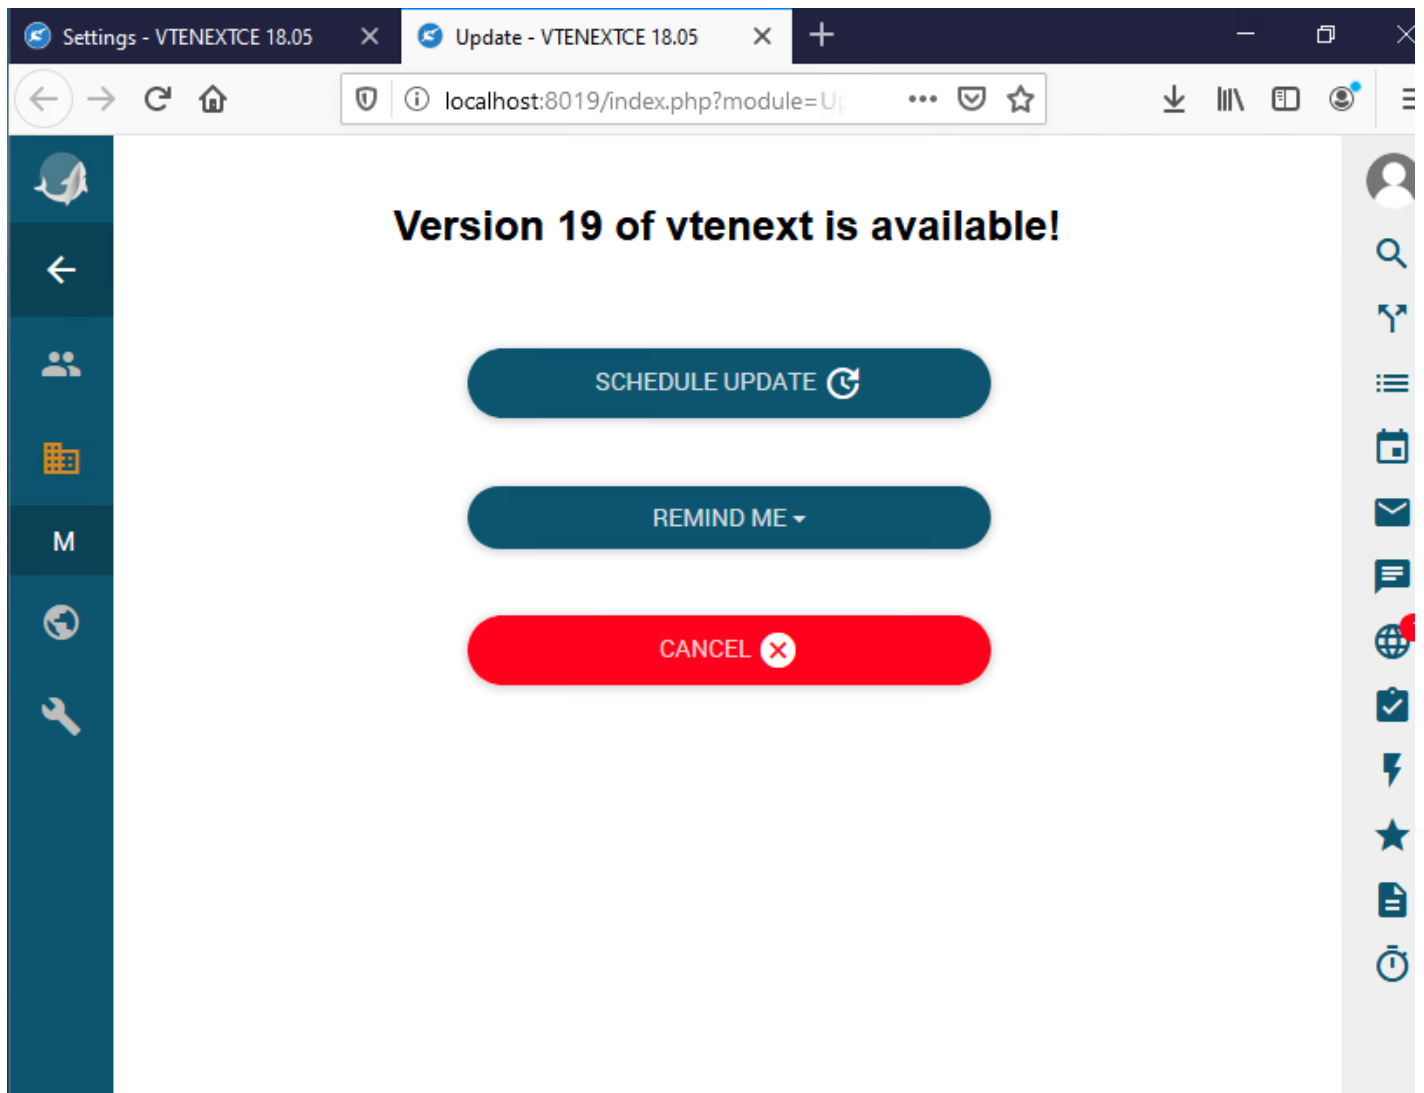 Settings - VTENEXTCE 18.05
Update - VTENEXTCE 18.05
localhost:8019/index.php?module=U
Version 19 of vtenext is available!
SCHEDULE UPDATE
REMIND ME
M
CANCEL